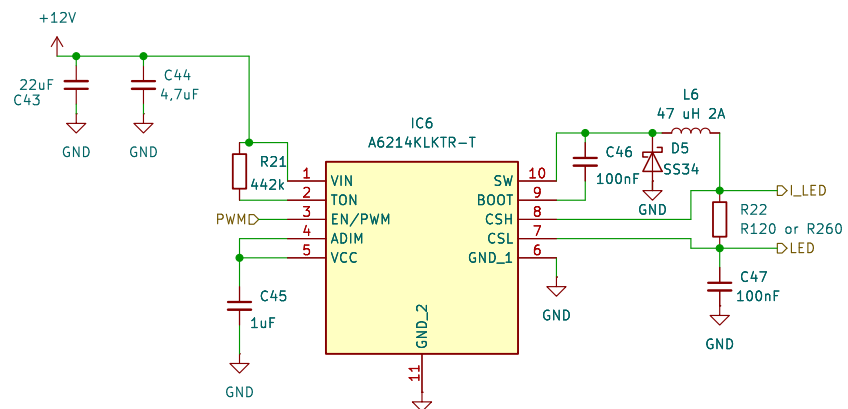 +12V
22uF
C43
C44
4,7uF
GND
GND
IC6
A6214KLKTR-T
L6
47 uH 2A
R21
442k
C46
100nF
D5
SS34
GND
1
VIN
2
TON
PWM
3
EN/PWM
4
ADIM
5
VCC
SW
10
BOOT
9
CSH
8
CSL
7
GND_1
6
I_LED
R22
R120 or R260
LED
C45
1uF
GND
GND
C47
100nF
GND
GND_2
11